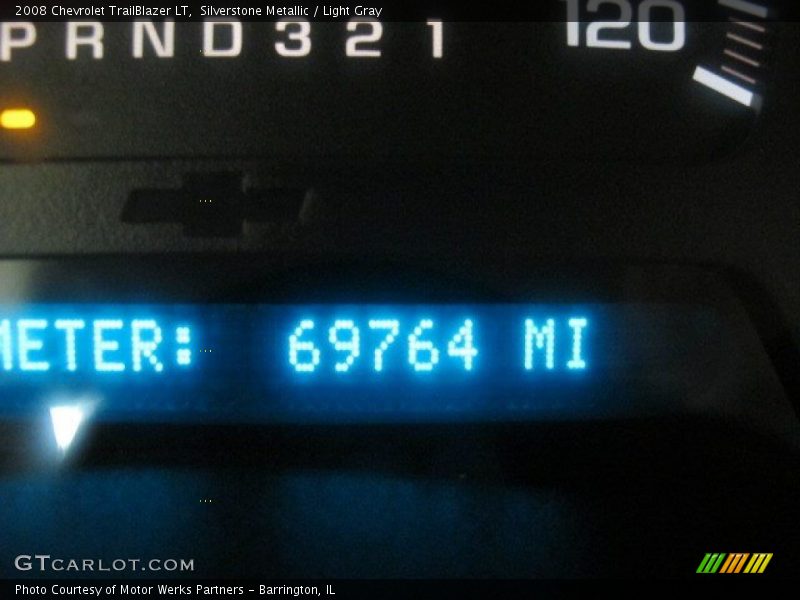 2008 Chevrolet TrailBlazer LT,  Silverstone Metallic / Light Gray
P R N D 3 2 1 120
METER: 69764 MI
GTCARLOT.COM
Photo Courtesy of Motor Werks Partners – Barrington, IL